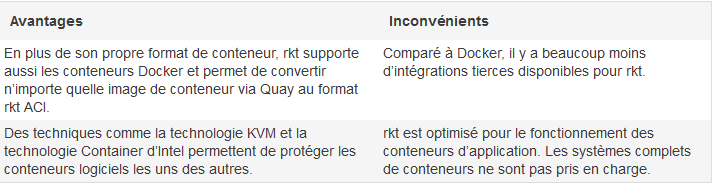 Avantages
Inconvénients
En plus de son propre format de conteneur, rkt supporte
aussi les conteneurs Docker et permet de convertir
n’importe quelle image de conteneur via Quay au format
rkt ACI.
Comparé à Docker, il y a beaucoup moins
d’intégrations tierces disponibles pour rkt.
Des techniques comme la technologie KVM et la
technologie Container d’Intel permettent de protéger les
conteneurs logiciels les uns des autres.
rkt est optimisé pour le fonctionnement des
conteneurs d’application. Les systèmes complets
de conteneurs ne sont pas pris en charge.